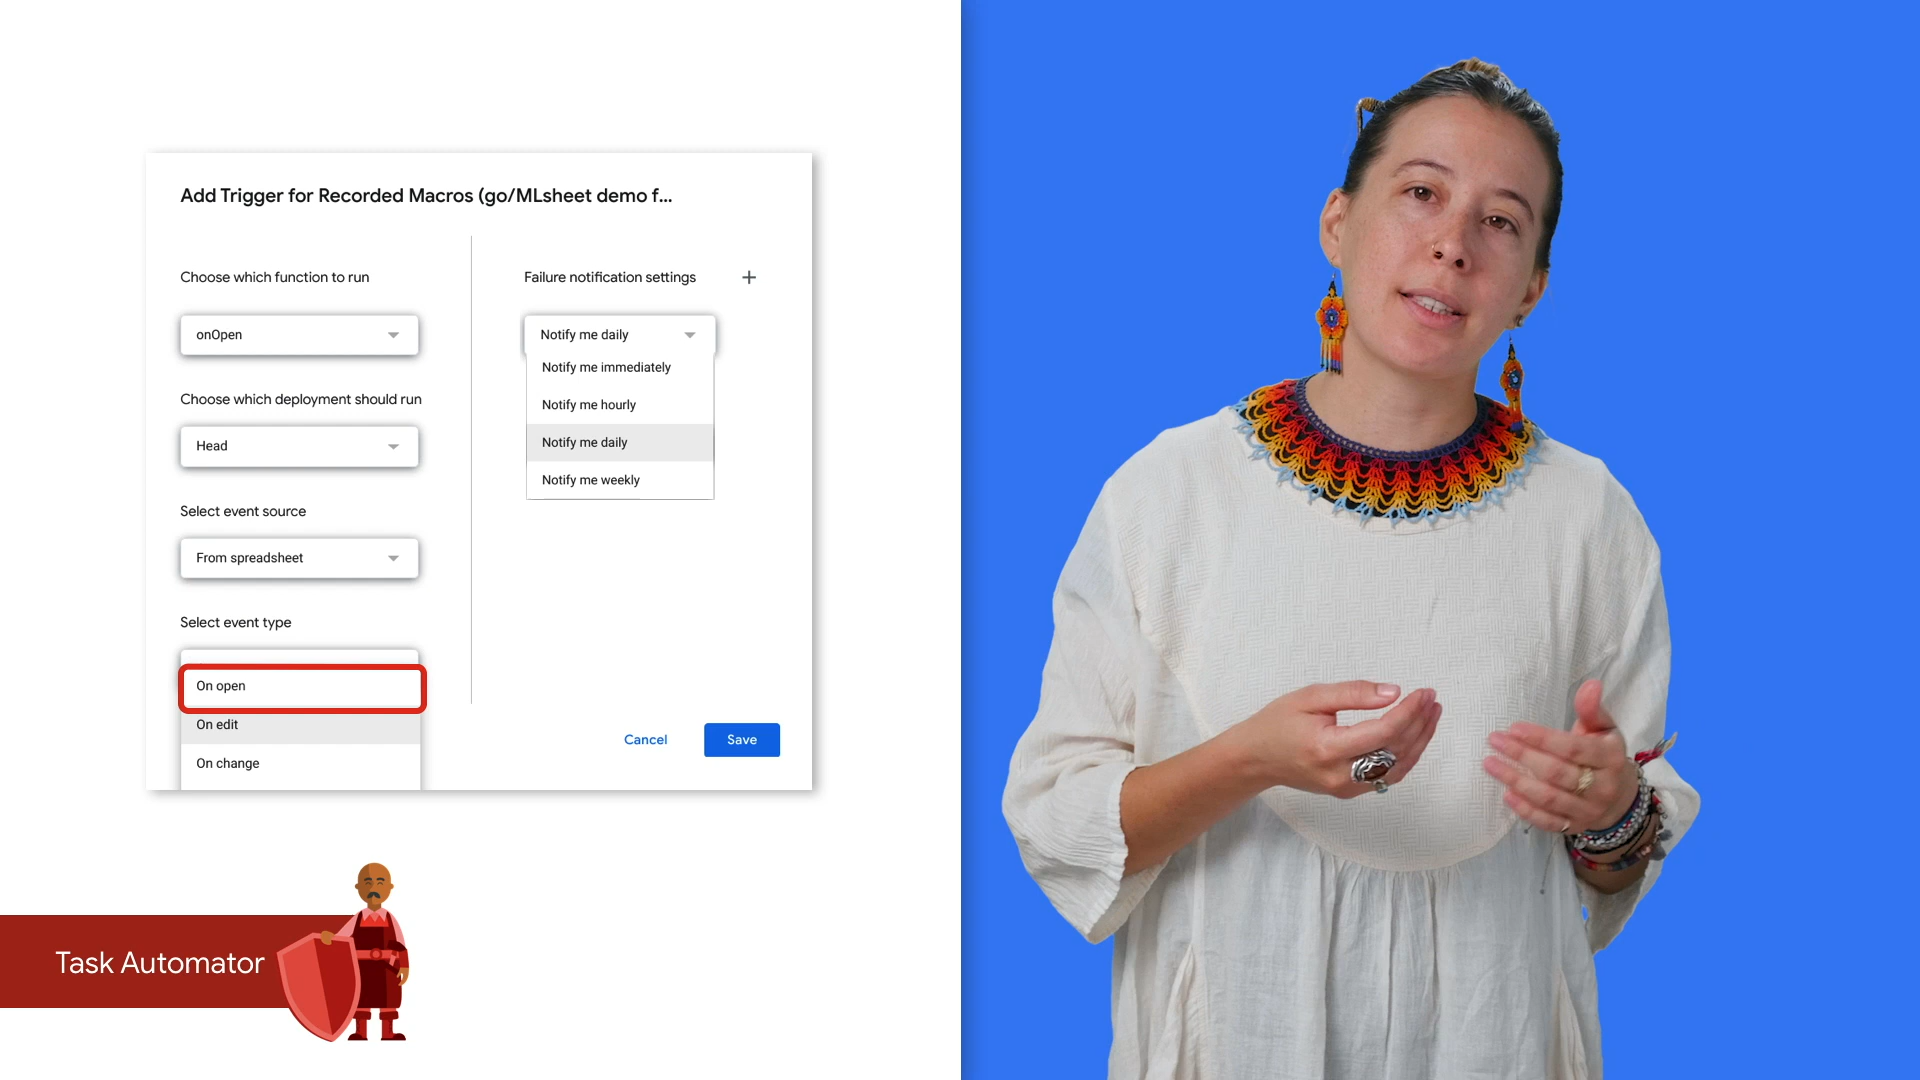 Add Trigger for Recorded Macros (go/MLsheet demo f...
Choose which function to run
onOpen
Choose which deployment should run
Head
Select event source
From spreadsheet
Select event type
On open
On edit
On change
Failure notification settings +
Notify me daily
Notify me immediately
Notify me hourly
Notify me daily
Notify me weekly
Cancel
Save
Task Automator